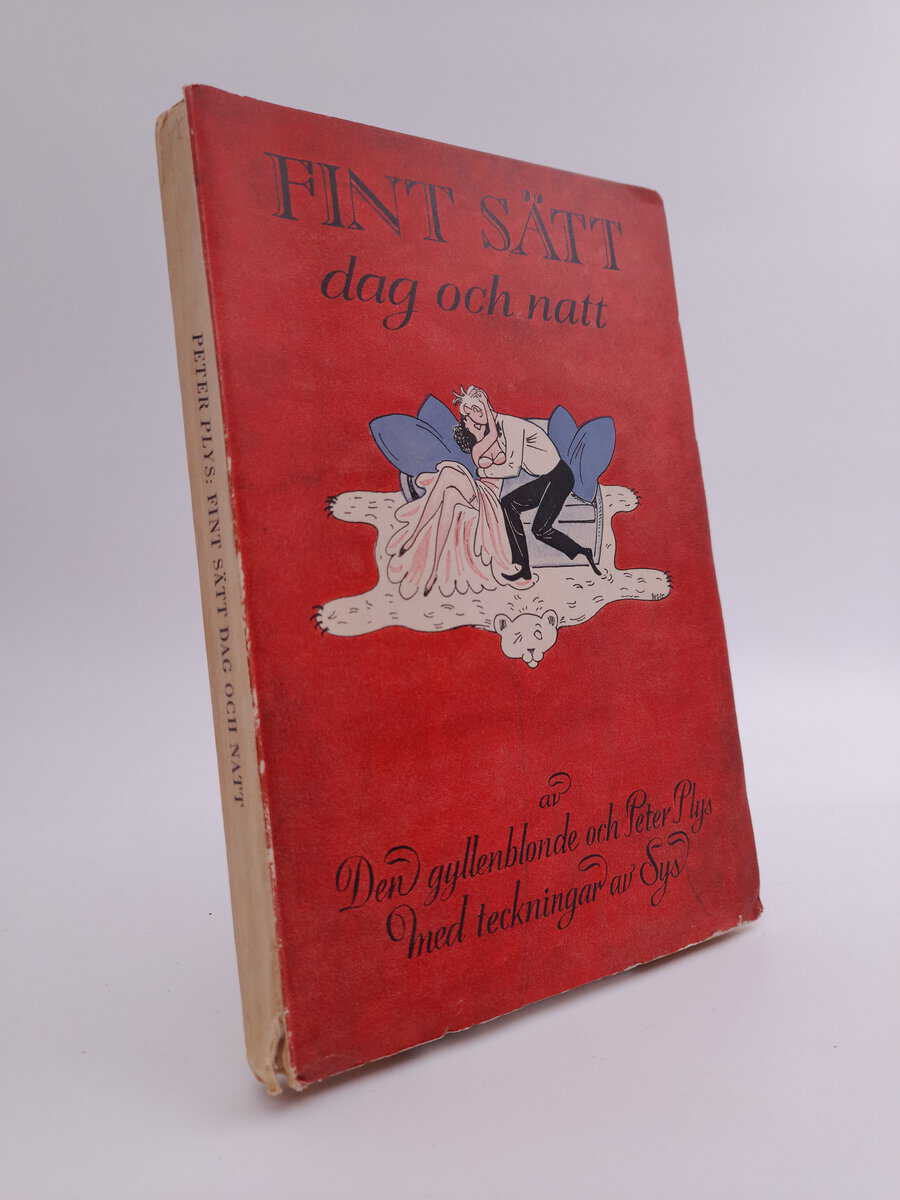 FINT SÄTT
dag och natt
av
Den gyllenblonde och Peter Plys
Med teckningar av Sys
PETER PLYS: FINT SÄTT DAG OCH NATT